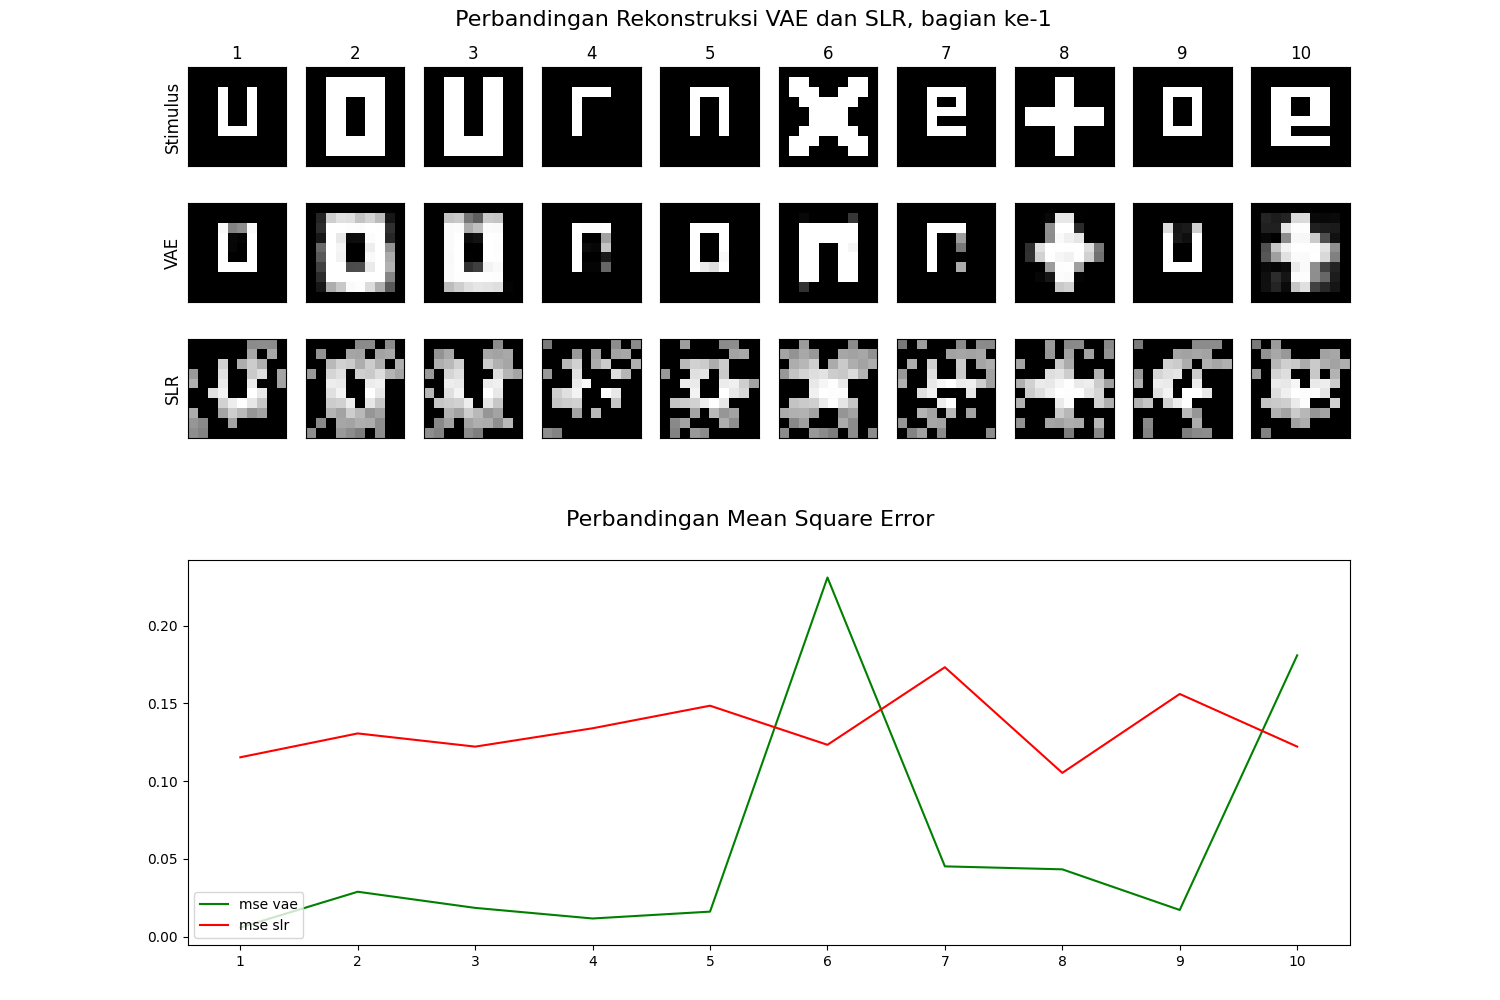 Perbandingan Rekonstruksi VAE dan SLR, bagian ke-1
1 2 3 4 5 6 7 8 9 10
Stimulus
VAE
SLR
Perbandingan Mean Square Error
0.20
0.15
0.10
0.05
0.00
mse vae
mse slr
1 2 3 4 5 6 7 8 9 10